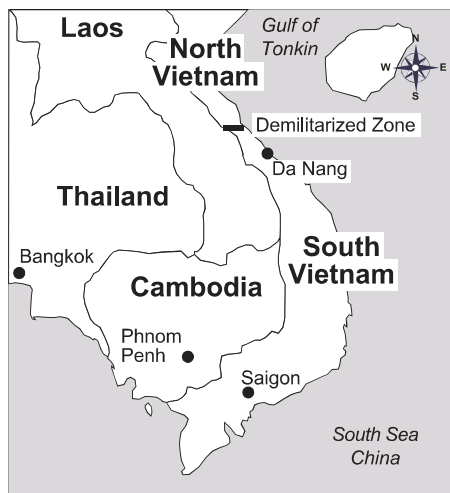 Laos
North
Vietnam
Gulf of
Tonkin
N
W
E
S
Demilitarized Zone
Da Nang
Thailand
South
Vietnam
Bangkok
Cambodia
Phnom
Penh
Saigon
South Sea
China